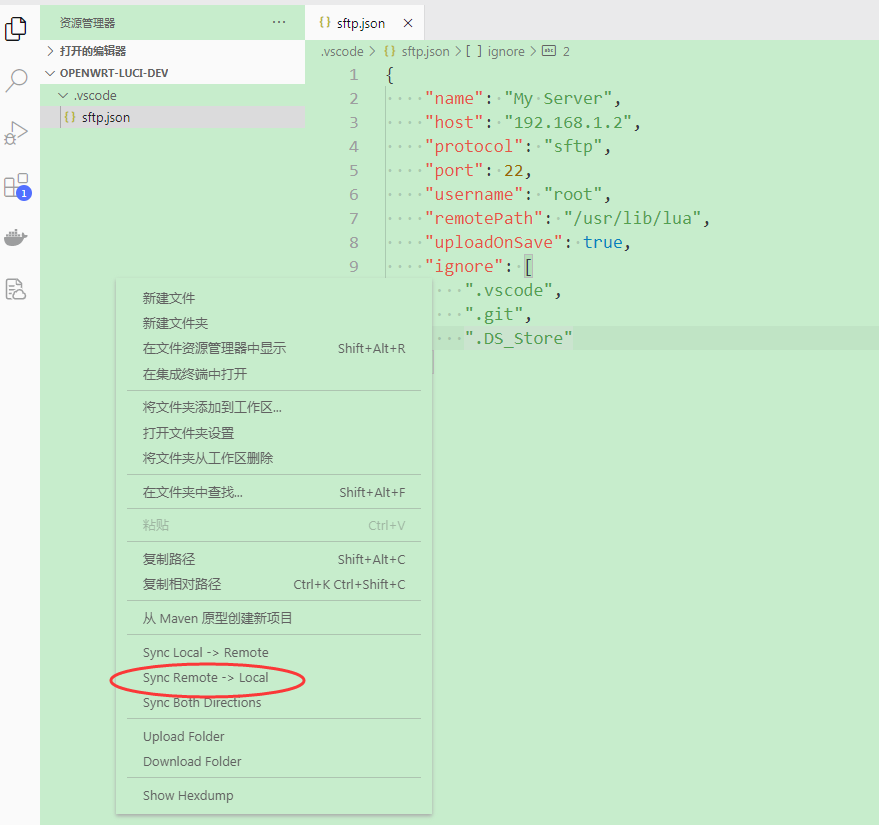 资源管理器 ···
打开的编辑器
OPENWRT-LUCI-DEV
.vscode
{} sftp.json
1
{} sftp.json ×
.vscode > {} sftp.json > [ ] ignore > abc 2
1 {
2 "name": "My Server",
3 "host": "192.168.1.2",
4 "protocol": "sftp",
5 "port": 22,
6 "username": "root",
7 "remotePath": "/usr/lib/lua",
8 "uploadOnSave": true,
9 "ignore": [
".vscode",
".git",
".DS_Store"
新建文件
新建文件夹
在文件资源管理器中显示 Shift+Alt+R
在集成终端中打开
将文件夹添加到工作区...
打开文件夹设置
将文件夹从工作区删除
在文件夹中查找... Shift+Alt+F
粘贴 Ctrl+V
复制路径 Shift+Alt+C
复制相对路径 Ctrl+K Ctrl+Shift+C
从 Maven 原型创建新项目
Sync Local -> Remote
Sync Remote -> Local
Sync Both Directions
Upload Folder
Download Folder
Show Hexdump